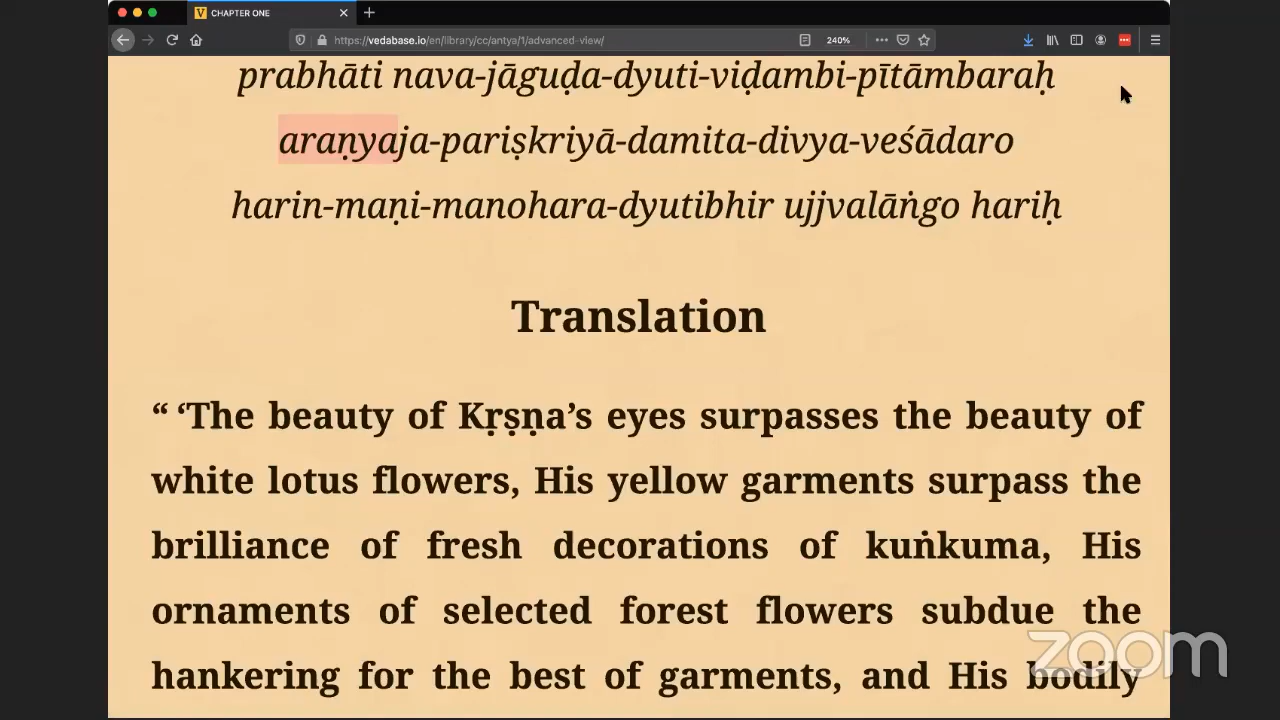 CHAPTER ONE
https://vedabase.io/en/library/cc/antya/1/advanced-view/
240%
prabhāti nava-jāguḍa-dyuti-viḍambi-pītāmbaraḥ
araṇyaja-pariṣkriyā-damita-divya-veśādaro
harin-maṇi-manohara-dyutibhir ujjvalāṅgo hariḥ
Translation
“ ‘The beauty of Kṛṣṇa’s eyes surpasses the beauty of
white lotus flowers, His yellow garments surpass the
brilliance of fresh decorations of kuṅkuma, His
ornaments of selected forest flowers subdue the
hankering for the best of garments, and His bodily
zoom